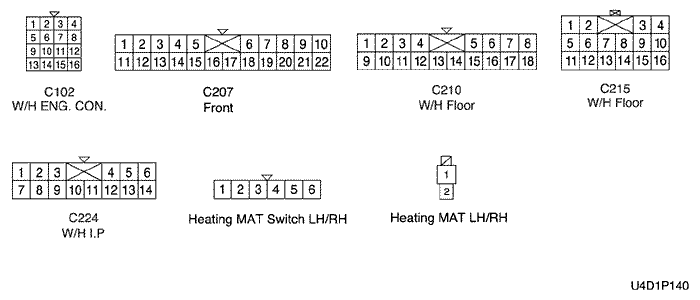 1 2 3 4
5 6 7 8
9 10 11 12
13 14 15 16
C102
W/H ENG. CON.
1 2 3 4 5 6 7 8 9 10
11 12 13 14 15 16 17 18 19 20 21 22
C207
Front
1 2 3 4 5 6 7 8
9 10 11 12 13 14 15 16 17 18
C210
W/H Floor
1 2 3 4
5 6 7 8 9 10
11 12 13 14 15 16
C215
W/H Floor
1 2 3 4 5 6
7 8 9 10 11 12 13 14
C224
W/H I.P
1 2 3 4 5 6
Heating MAT Switch LH/RH
1
2
Heating MAT LH/RH
U4D1P140